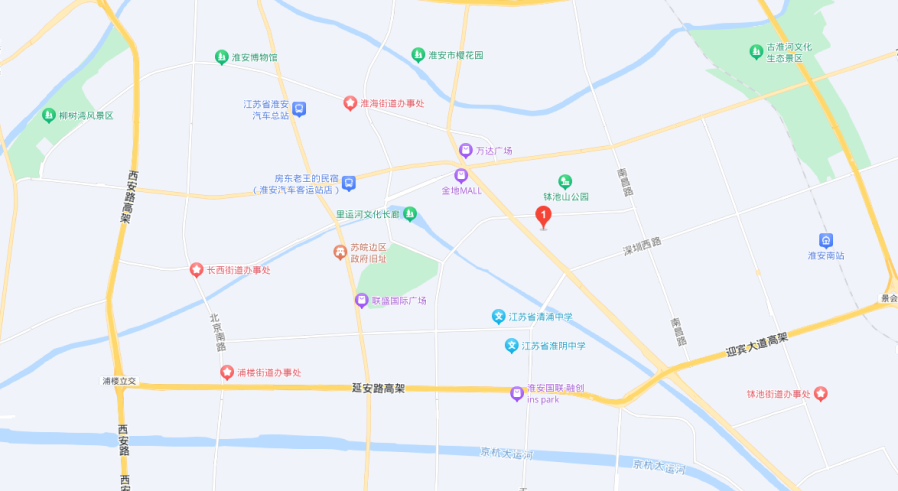 淮安博物馆
淮安市樱花园
古淮河文化
生态景区
江苏省淮安
汽车总站
淮海街道办事处
柳树湾风景区
万达广场
西安路高架
房东老王的民宿
（淮安汽车客运站店）
金地MALL
南昌路
钵池山公园
里运河文化长廊
1
苏皖边区
政府旧址
深圳西路
淮安南站
长西街道办事处
联盛国际广场
景会
北京南路
江苏省清浦中学
南昌路
江苏省淮阴中学
迎宾大道高架
浦楼街道办事处
浦楼立交
延安路高架
淮安国联·融创
ins park
钵池街道办事处
西安路
京杭大运河
京杭大运河
西安